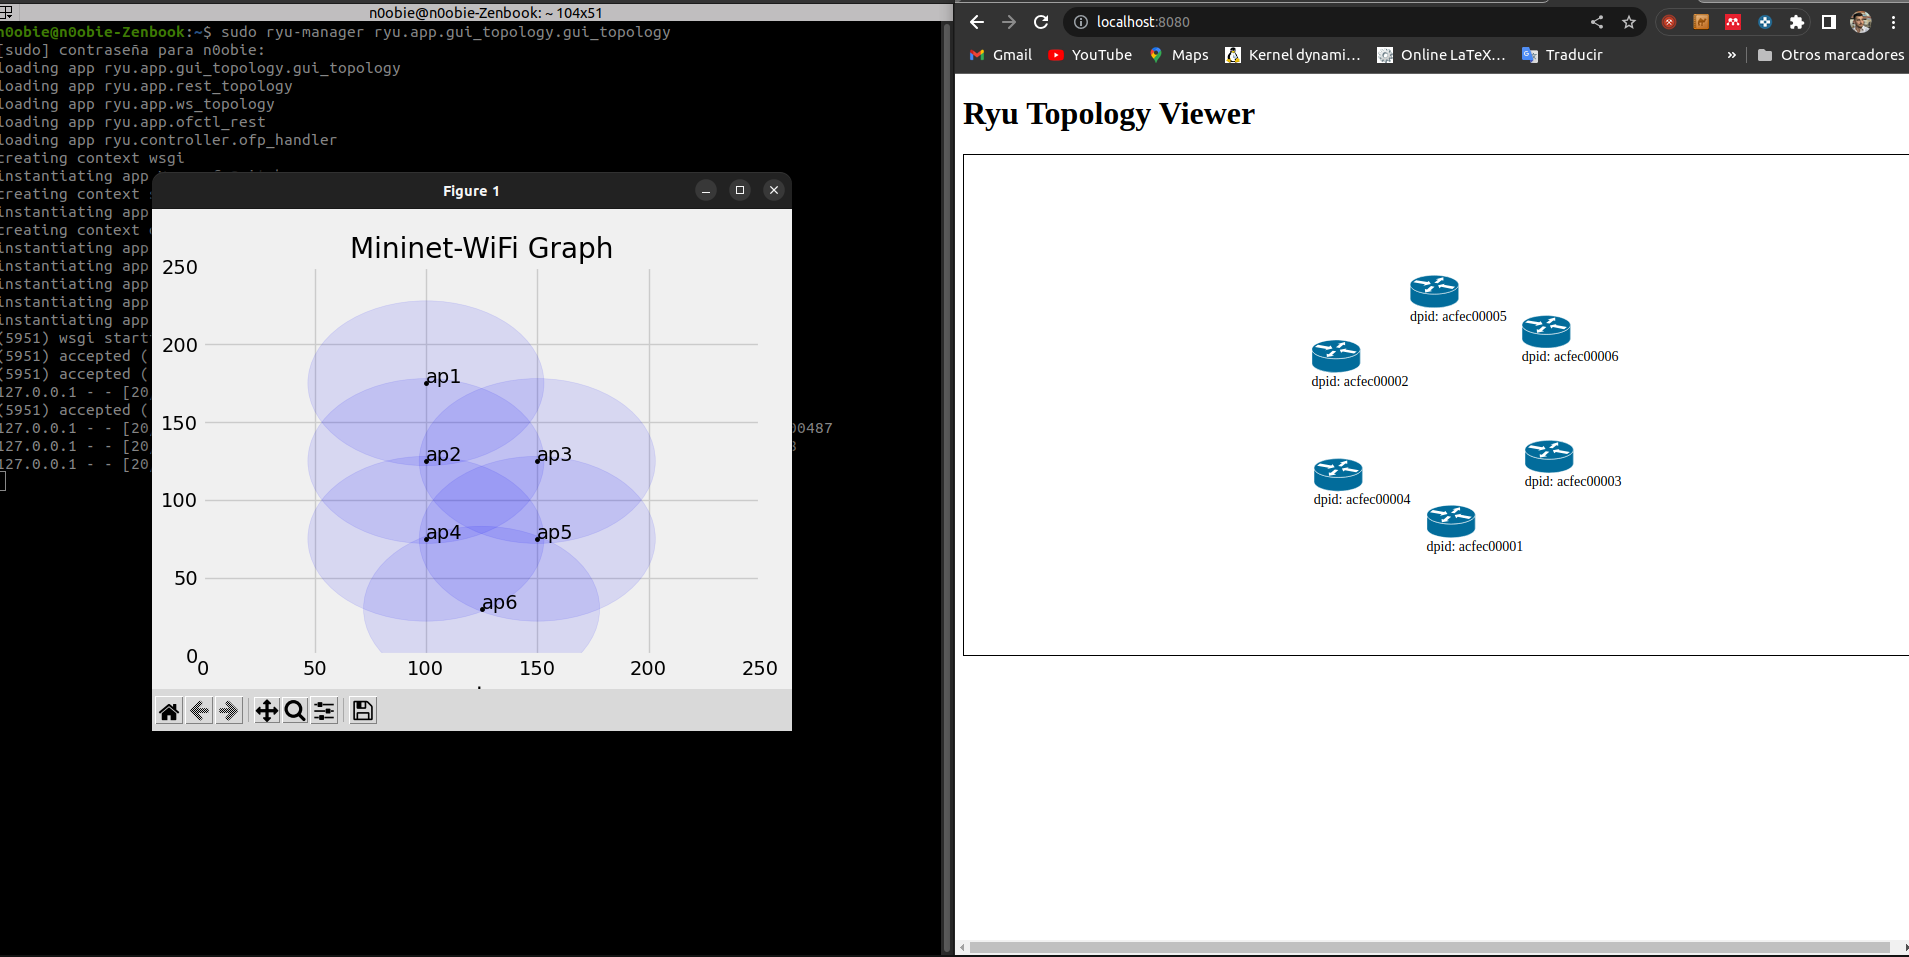 n0obie@n0obie-Zenbook: ~ 104x51
n0obie@n0obie-Zenbook:~$ sudo ryu-manager ryu.app.gui_topology.gui_topology
[sudo] contraseña para n0obie:
loading app ryu.app.gui_topology.gui_topology
loading app ryu.app.rest_topology
loading app ryu.app.ws_topology
loading app ryu.app.ofctl_rest
loading app ryu.controller.ofp_handler
creating context wsgi
instantiating app
creating context
instantiating app
creating context
instantiating app
instantiating app
instantiating app
instantiating app
instantiating app
(5951) wsgi start
(5951) accepted (
(5951) accepted (
127.0.0.1 - - [20
(5951) accepted (
127.0.0.1 - - [20 00487
127.0.0.1 - - [20
127.0.0.1 - - [20
Figure 1
Mininet-WiFi Graph
250
200
150
100
50
0
0 50 100 150 200 250
ap1
ap2
ap3
ap4
ap5
ap6
localhost:8080
Gmail YouTube Maps Kernel dynami... Online LaTeX... Traducir » Otros marcadores
Ryu Topology Viewer
dpid: acfec00005
dpid: acfec00006
dpid: acfec00002
dpid: acfec00003
dpid: acfec00004
dpid: acfec00001